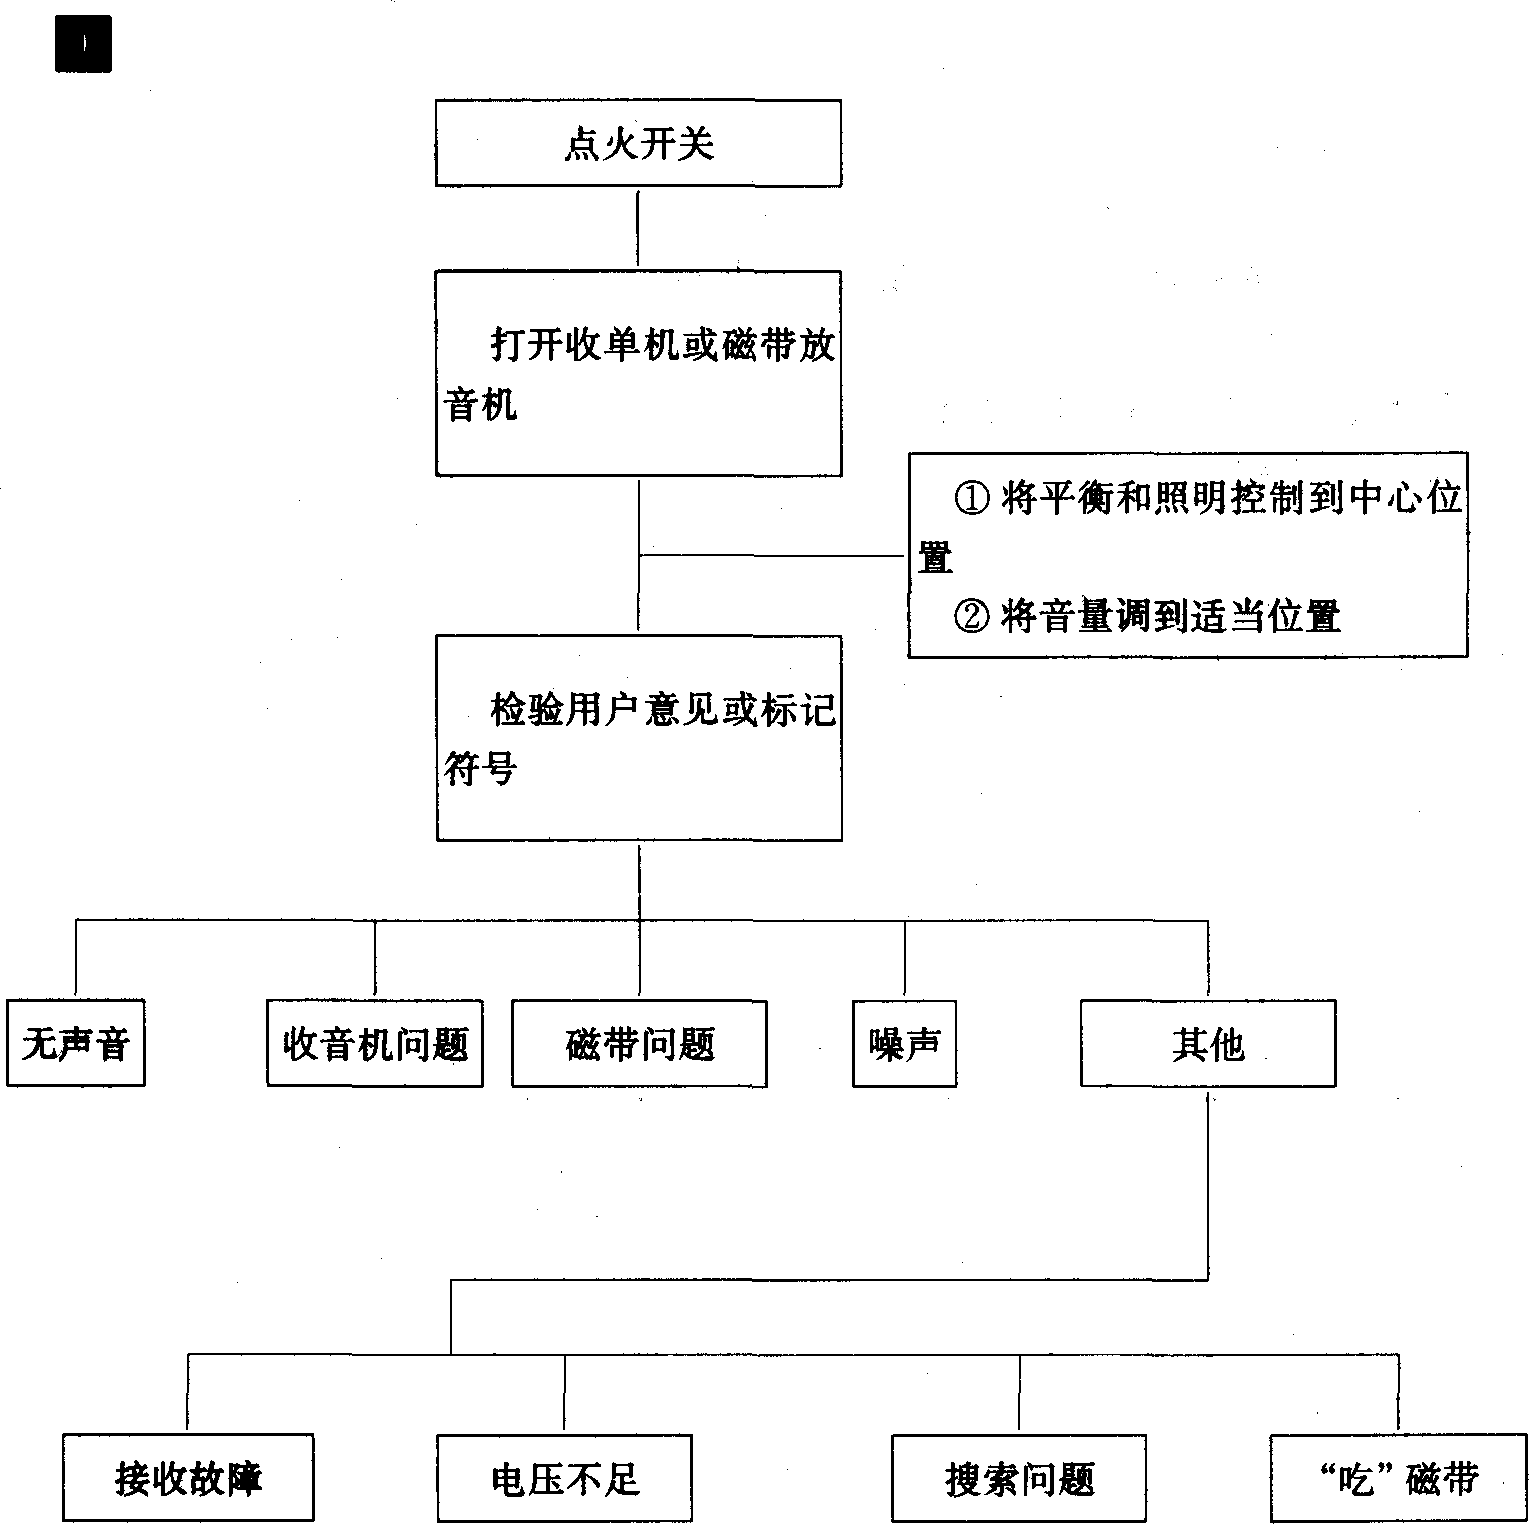 点火开关
打开收单机或磁带放
音机
① 将平衡和照明控制到中心位
置
② 将音量调到适当位置
检验用户意见或标记
符号
无声音
收音机问题
磁带问题
噪声
其他
接收故障
电压不足
搜索问题
“吃”磁带